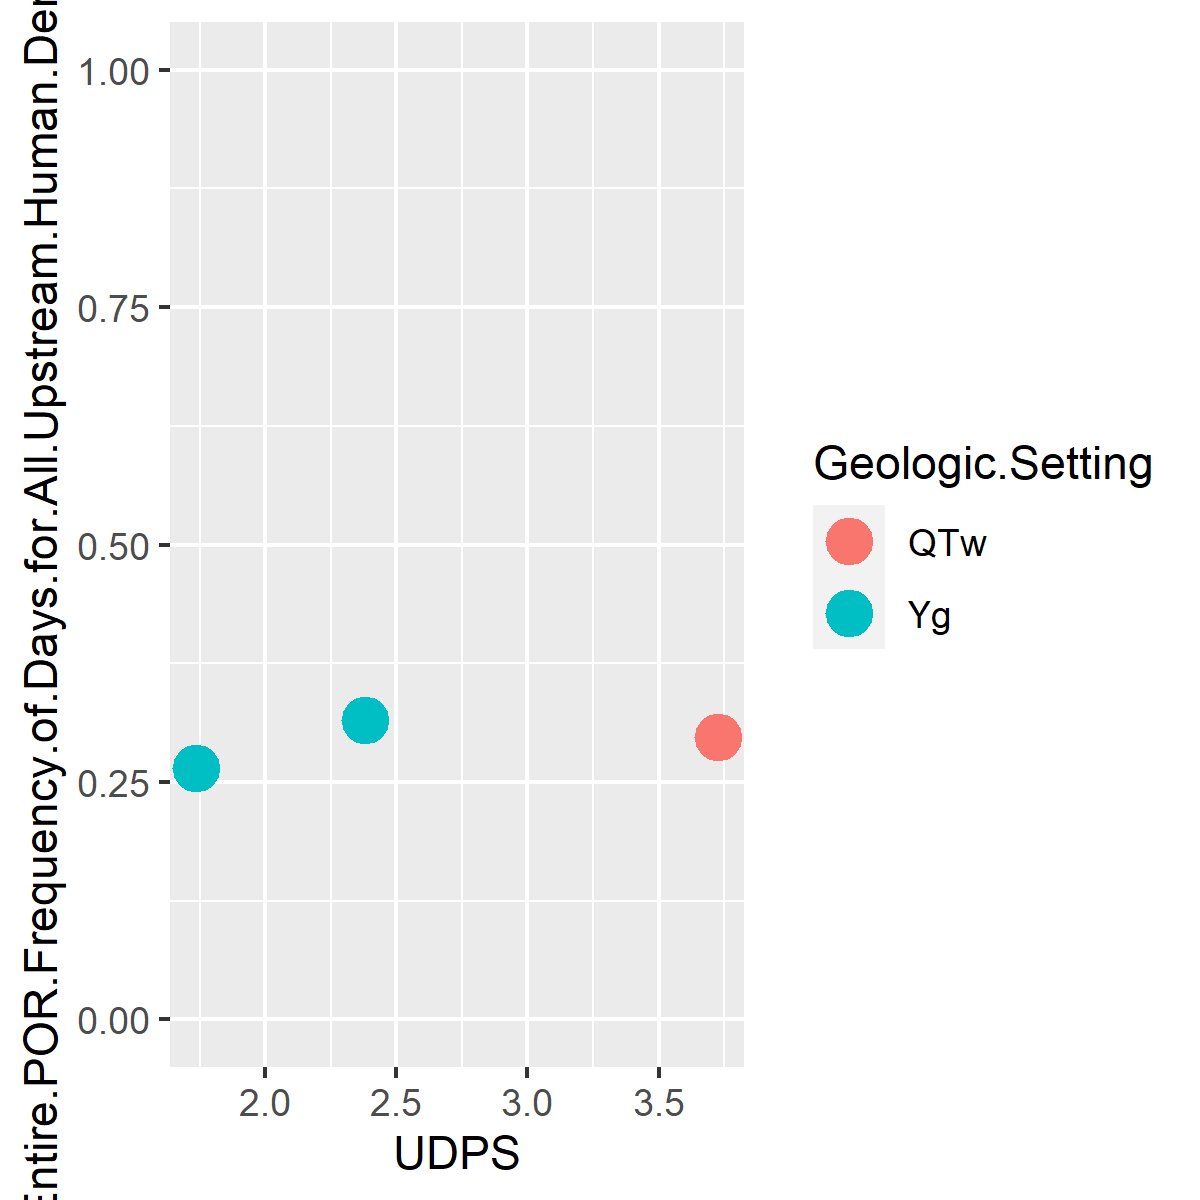 Entire.POR.Frequency.of.Days.for.All.Upstream.Human.Der
1.00
0.75
0.50
0.25
0.00
2.0 2.5 3.0 3.5
UDPS
Geologic.Setting
QTw
Yg